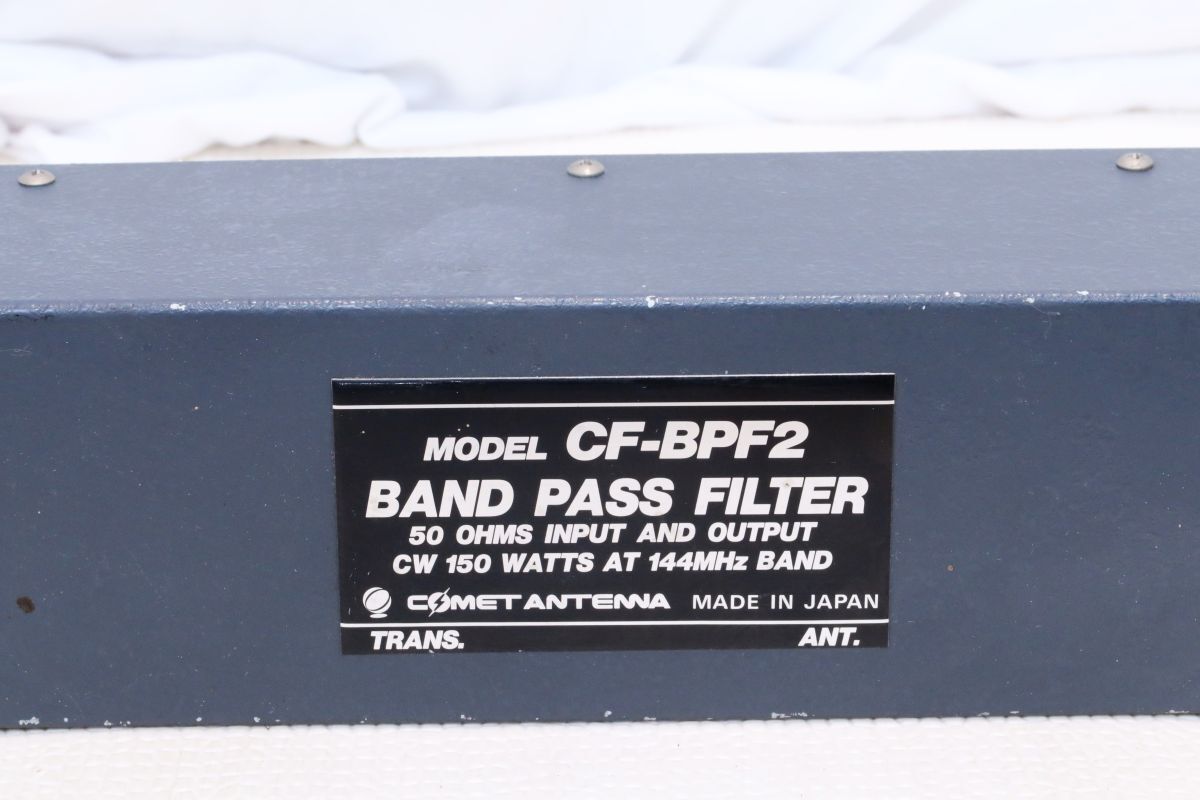 MODEL CF-BPF2
BAND PASS FILTER
50 OHMS INPUT AND OUTPUT
CW 150 WATTS AT 144MHz BAND
COMET ANTENNA MADE IN JAPAN
TRANS. ANT.